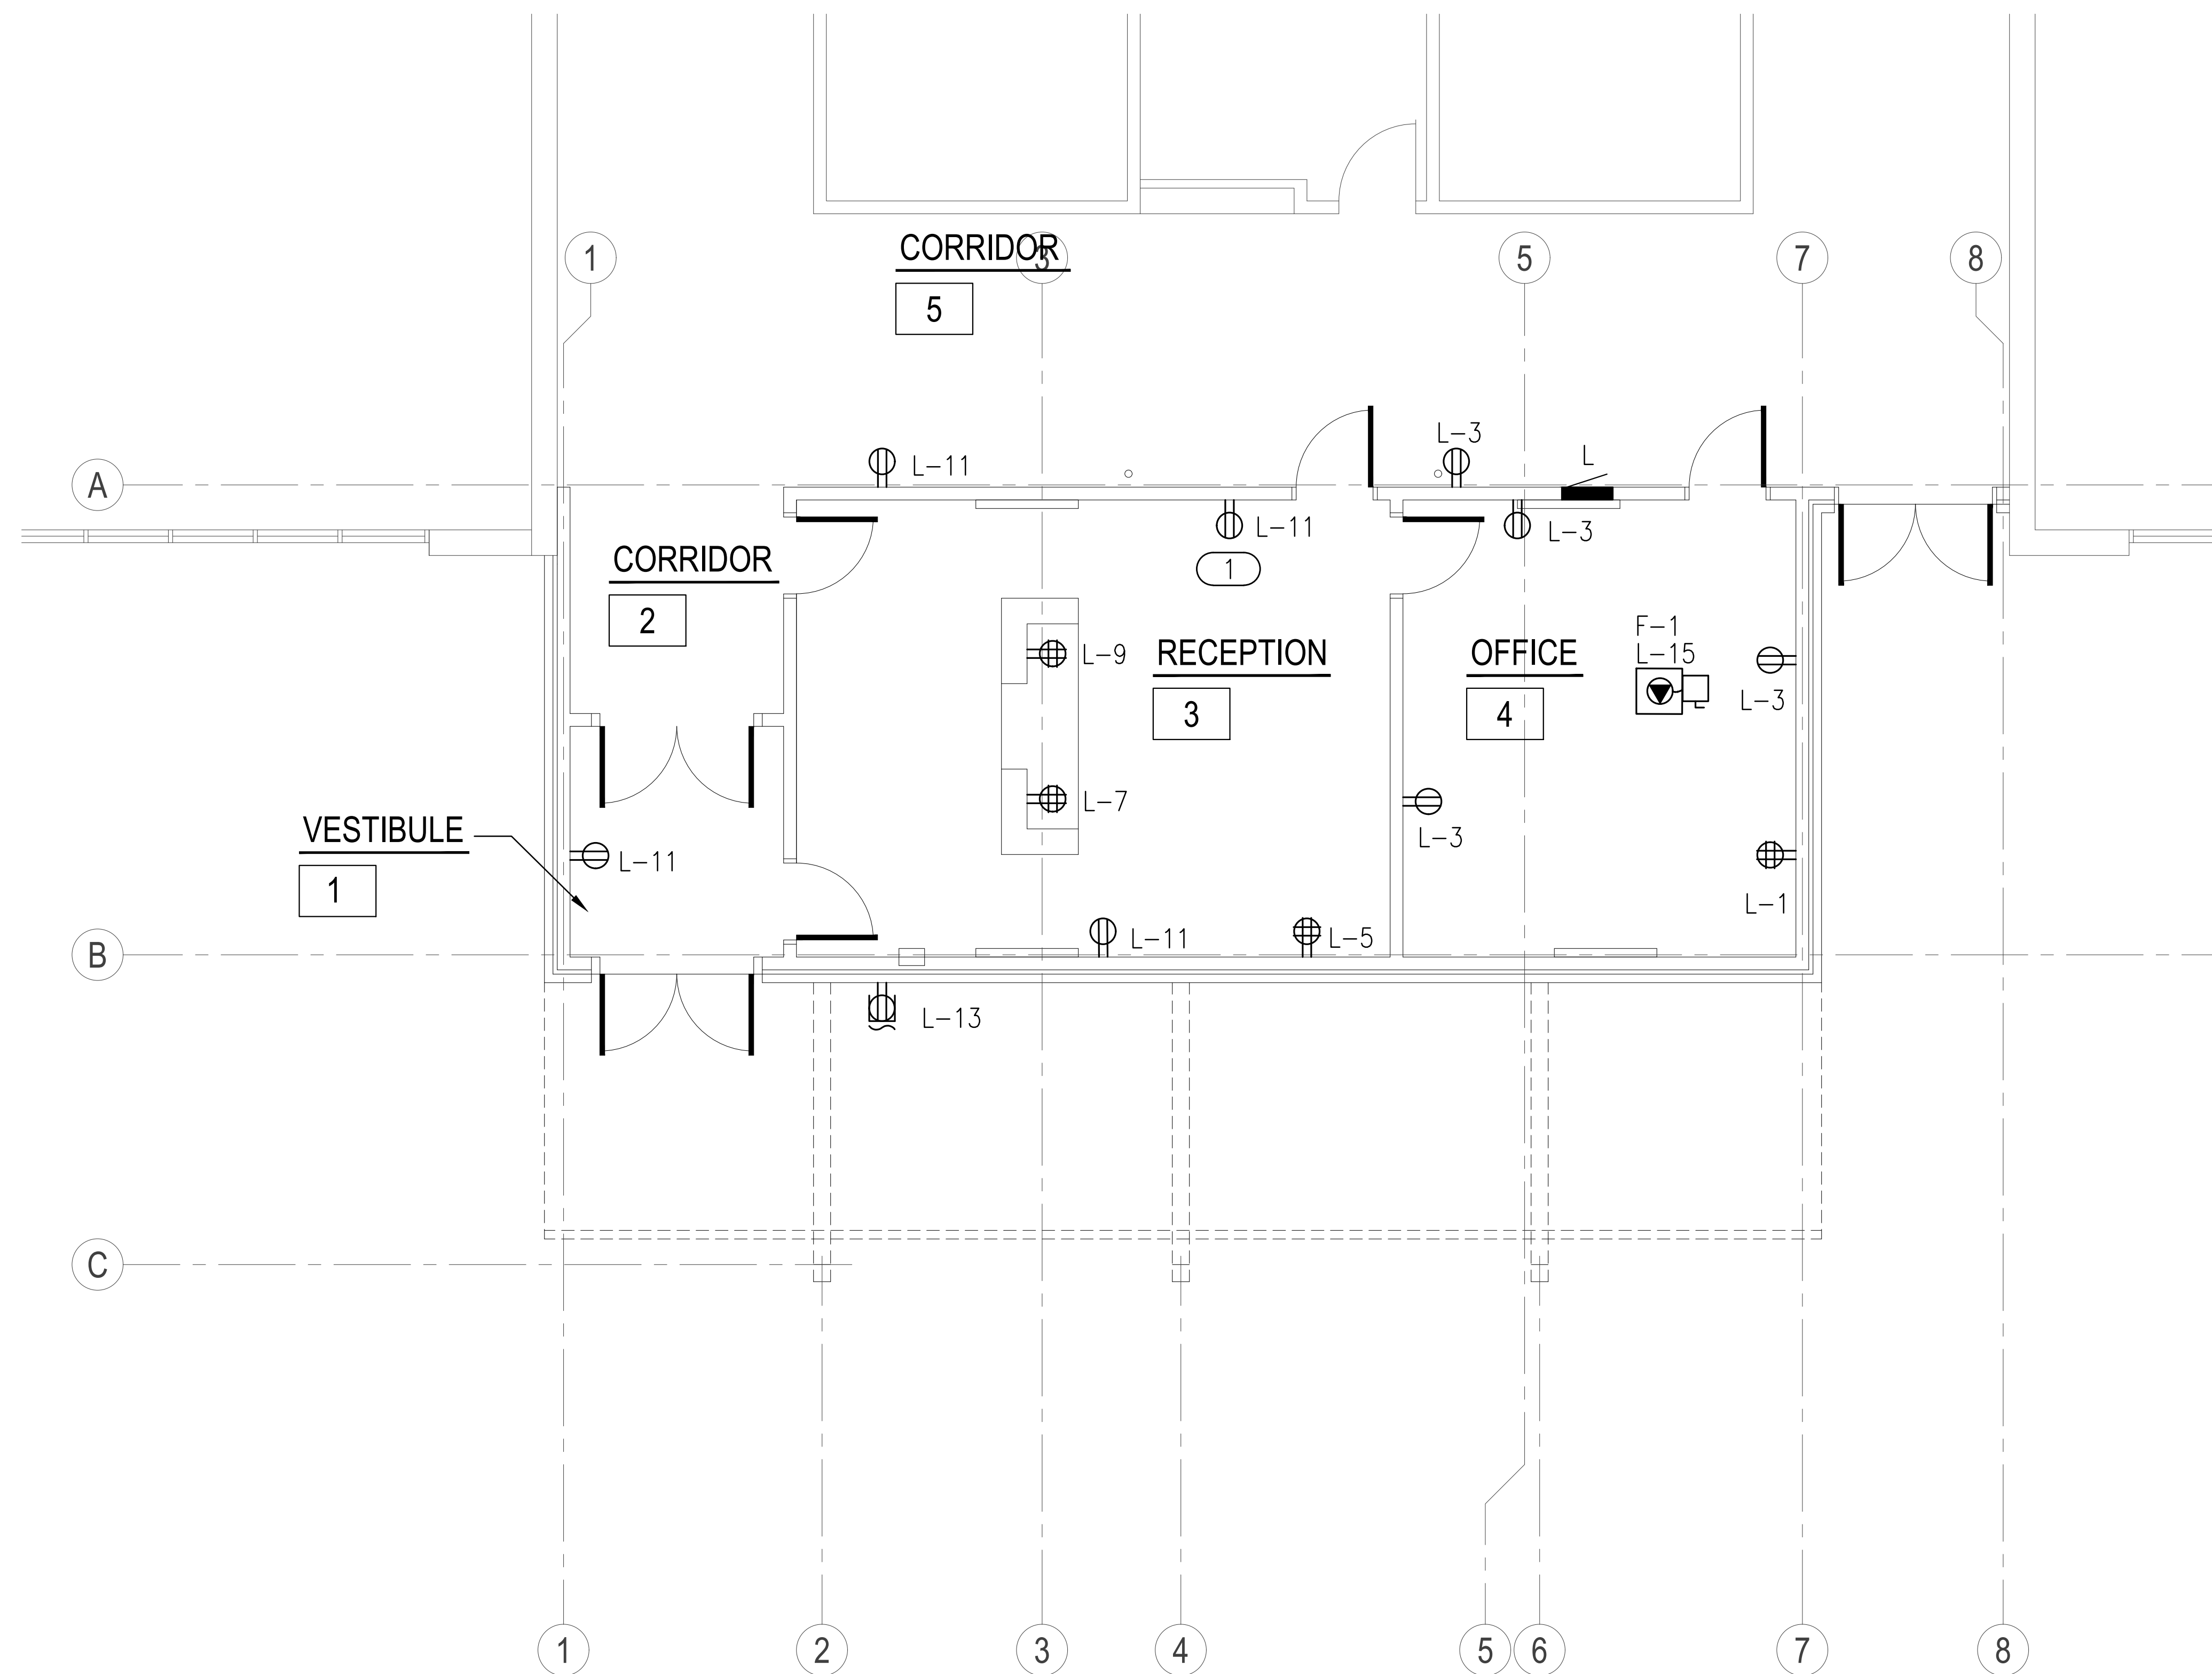 CORRIDOR
5
1
3
5
7
8
L-3
L
L-11
A
L-11
L-3
CORRIDOR
2
1
F-1
L-15
L-9
RECEPTION
3
OFFICE
4
L-3
L-7
VESTIBULE
1
L-11
L-3
L-1
L-11
L-5
B
L-13
C
1
2
3
4
5
6
7
8